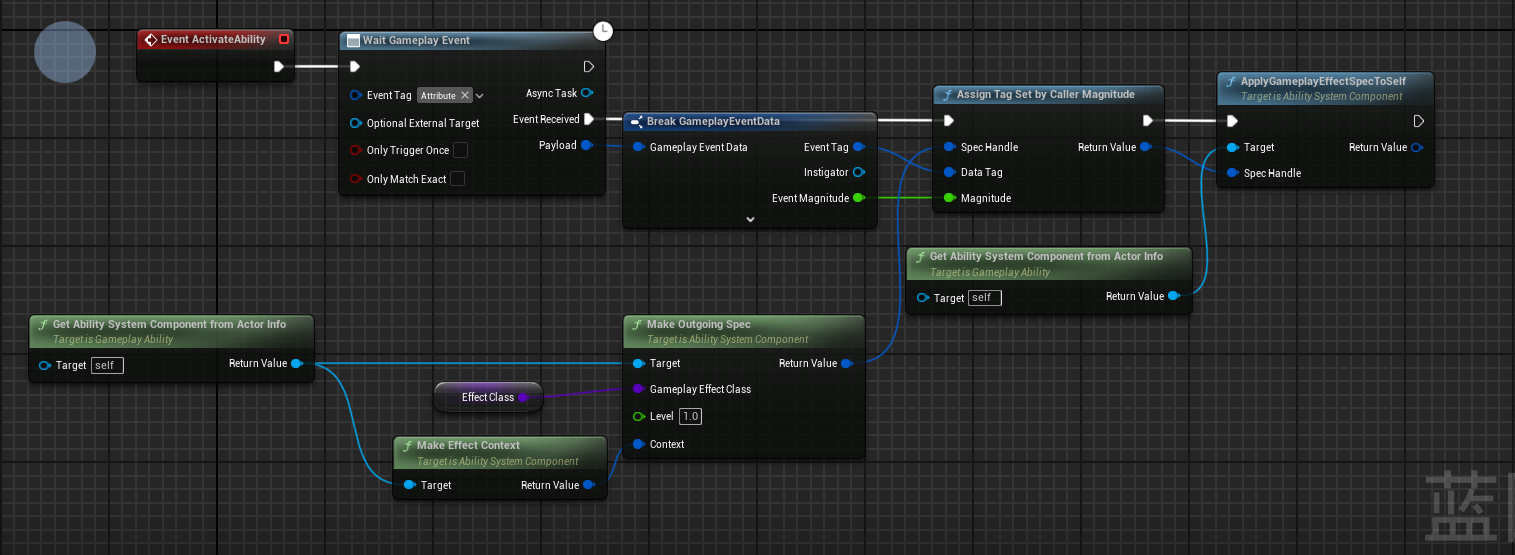 Event ActivateAbility
Wait Gameplay Event
Event Tag
Attribute
Async Task
Optional External Target
Event Received
Only Trigger Once
Payload
Only Match Exact
Break GameplayEventData
Gameplay Event Data
Event Tag
Instigator
Event Magnitude
Assign Tag Set by Caller Magnitude
Spec Handle
Return Value
Data Tag
Magnitude
ApplyGameplayEffectSpecToSelf
Target is Ability System Component
Target
Return Value
Spec Handle
Get Ability System Component from Actor Info
Target is Gameplay Ability
Target
self
Return Value
Get Ability System Component from Actor Info
Target is Gameplay Ability
Target
self
Return Value
Make Outgoing Spec
Target is Ability System Component
Target
Return Value
Gameplay Effect Class
Level
1.0
Context
Effect Class
Make Effect Context
Target is Ability System Component
Target
Return Value
蓝